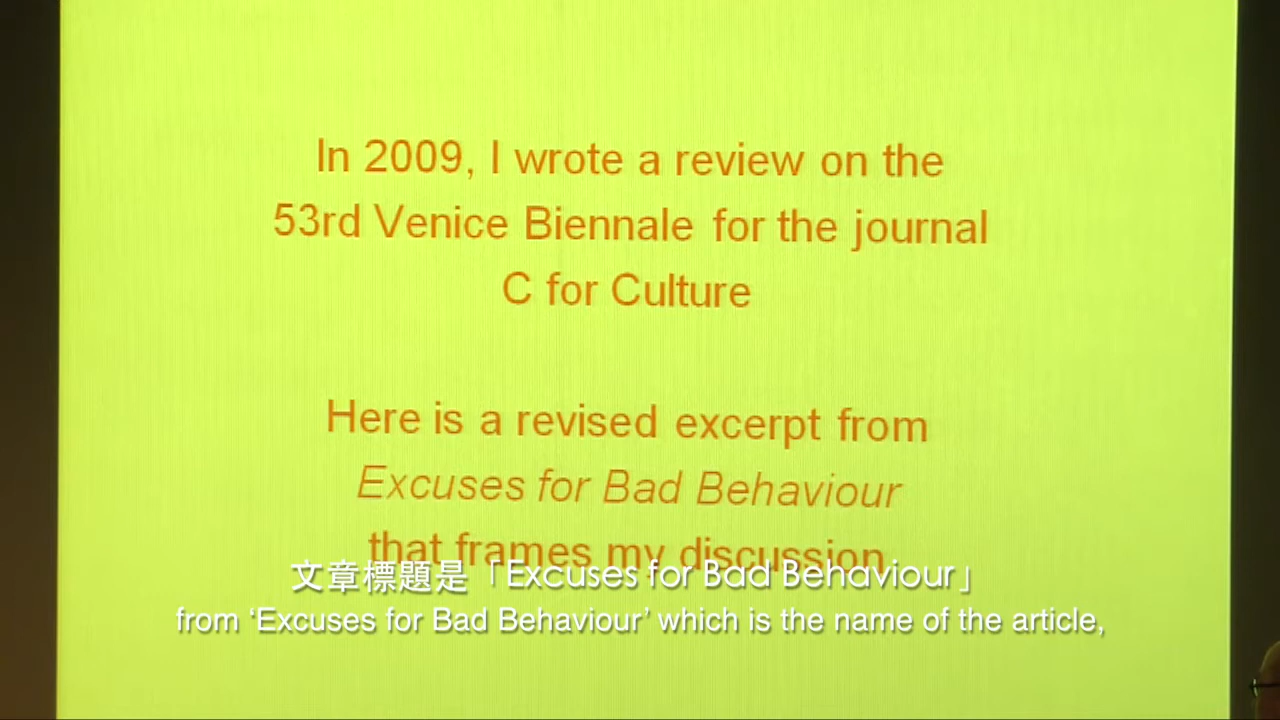 In 2009, I wrote a review on the
53rd Venice Biennale for the journal
C for Culture
Here is a revised excerpt from
Excuses for Bad Behaviour
that frames my discussion
文章標題是「Excuses for Bad Behaviour」
from ‘Excuses for Bad Behaviour’ which is the name of the article,